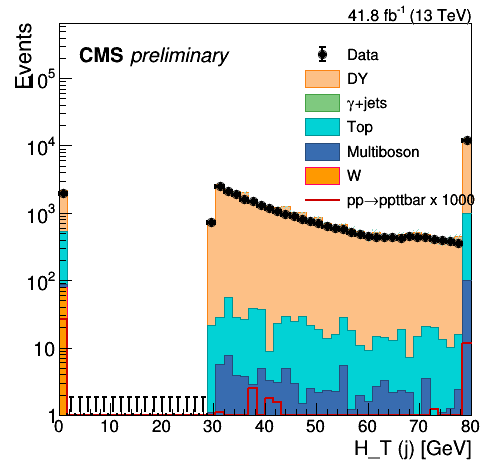 41.8 fb⁻¹ (13 TeV)
Events
CMS preliminary
Data
DY
γ+jets
Top
Multiboson
W
pp→ppttbar x 1000
10⁵
10⁴
10³
10²
10
1
0 10 20 30 40 50 60 70 80
H_T (j) [GeV]